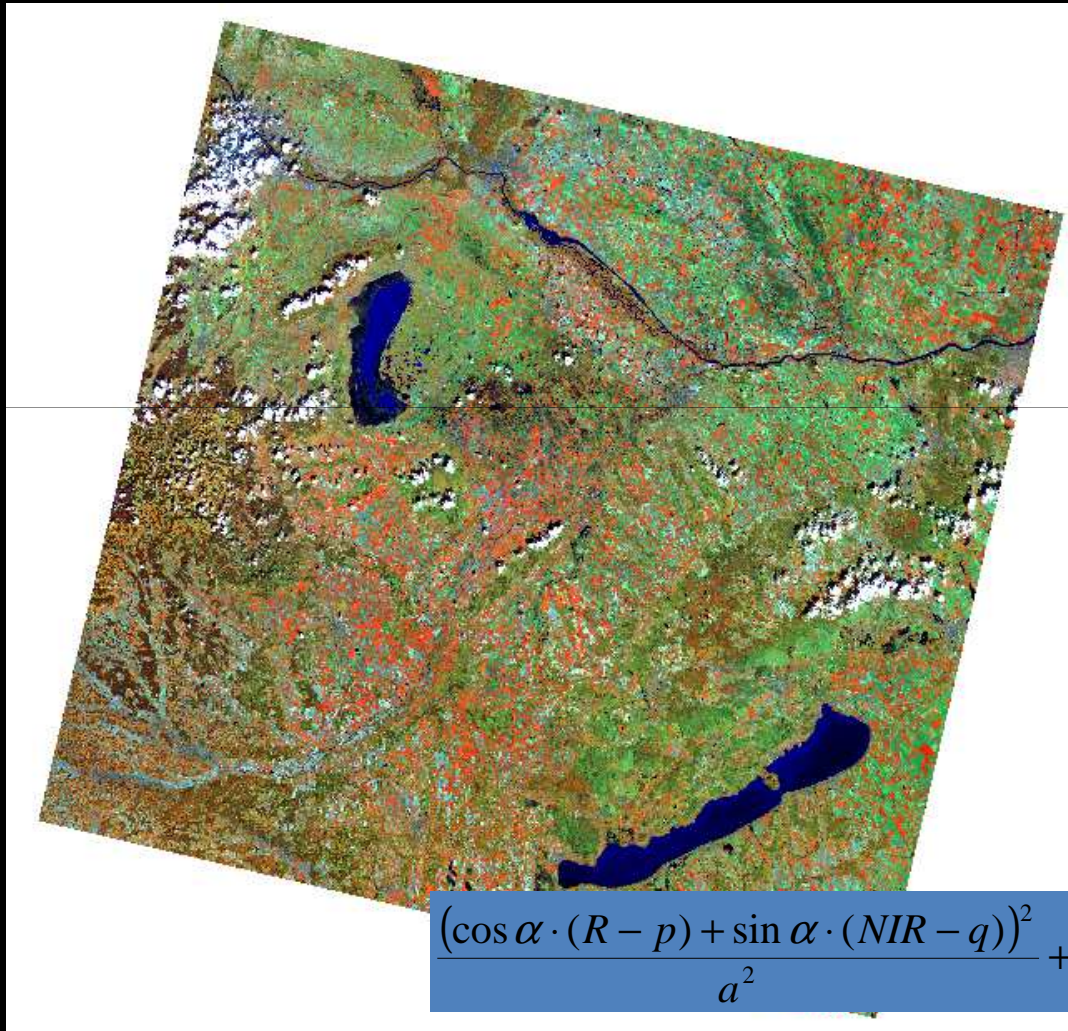 (cos α · (R − p) + sin α · (NIR − q))² / a² +